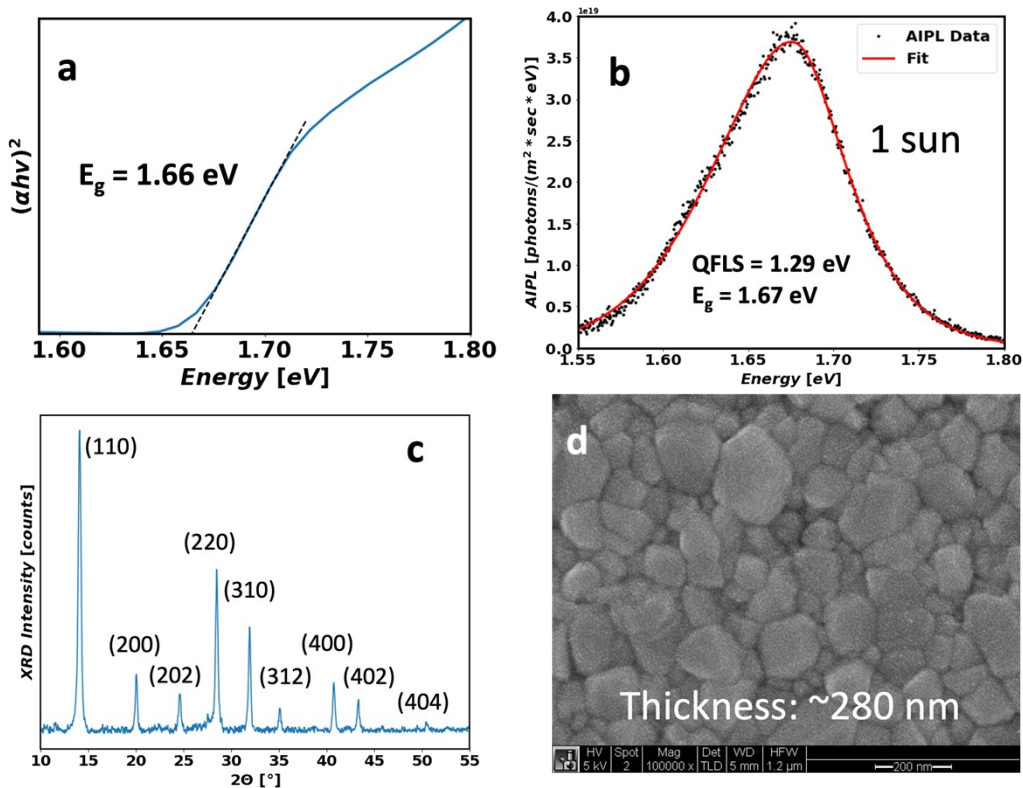 a
(αhν)²
E_g = 1.66 eV
1.60 1.65 1.70 1.75 1.80
Energy [eV]
1e19
b
AIPL Data
Fit
1 sun
AIPL [photons/(m² * sec * eV)]
4.0
3.5
3.0
2.5
2.0
1.5
1.0
0.5
0.0
QFLS = 1.29 eV
E_g = 1.67 eV
1.55 1.60 1.65 1.70 1.75 1.80
Energy [eV]
c
XRD Intensity [counts]
(110)
(220)
(310)
(200)
(400)
(202)
(312)
(402)
(404)
10 15 20 25 30 35 40 45 50 55
2Θ [°]
d
Thickness: ~280 nm
HV Spot Mag Det WD HFW
5 kV 2 100000 x TLD 5 mm 1.2 µm
200 nm